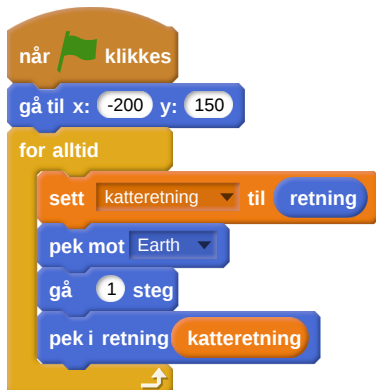 når klikkes
gå til x: -200 y: 150
for alltid
sett katteretning til retning
pek mot Earth
gå 1 steg
pek i retning katteretning